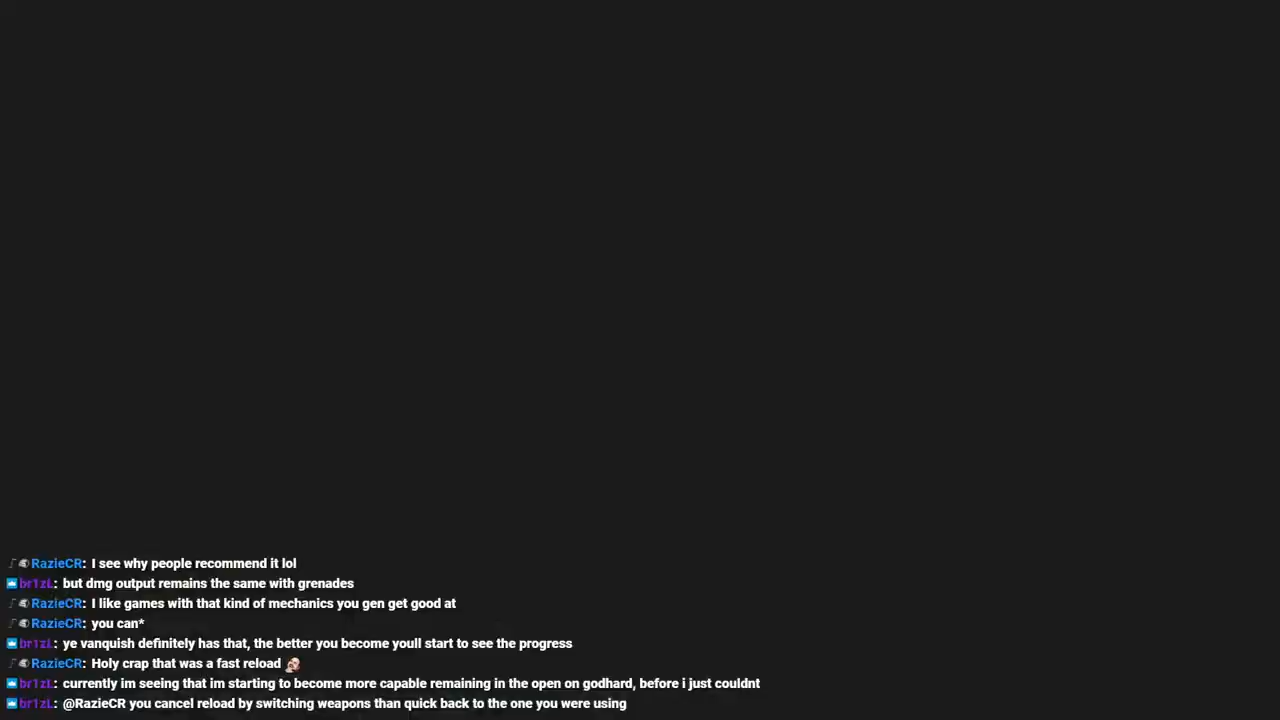 RazieCR: I see why people recommend it lol
br1zL: but dmg output remains the same with grenades
RazieCR: I like games with that kind of mechanics you gen get good at
RazieCR: you can*
br1zL: ye vanquish definitely has that, the better you become youll start to see the progress
RazieCR: Holy crap that was a fast reload
br1zL: currently im seeing that im starting to become more capable remaining in the open on godhard, before i just couldnt
br1zL: @RazieCR you cancel reload by switching weapons than quick back to the one you were using